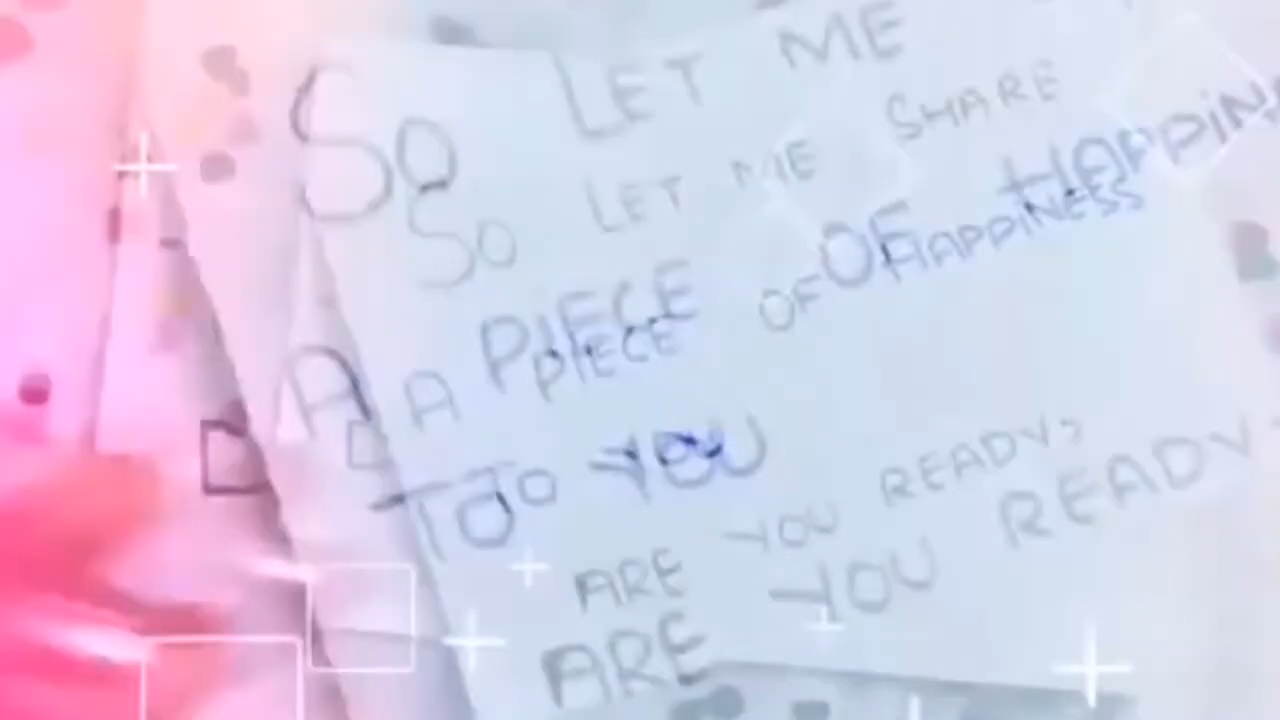 SO LET ME
SO LET ME SHARE
A PIECE OF HAPPIN
A PIECE OF HAPPINESS
TO YOU
ARE YOU READY,
ARE YOU READY